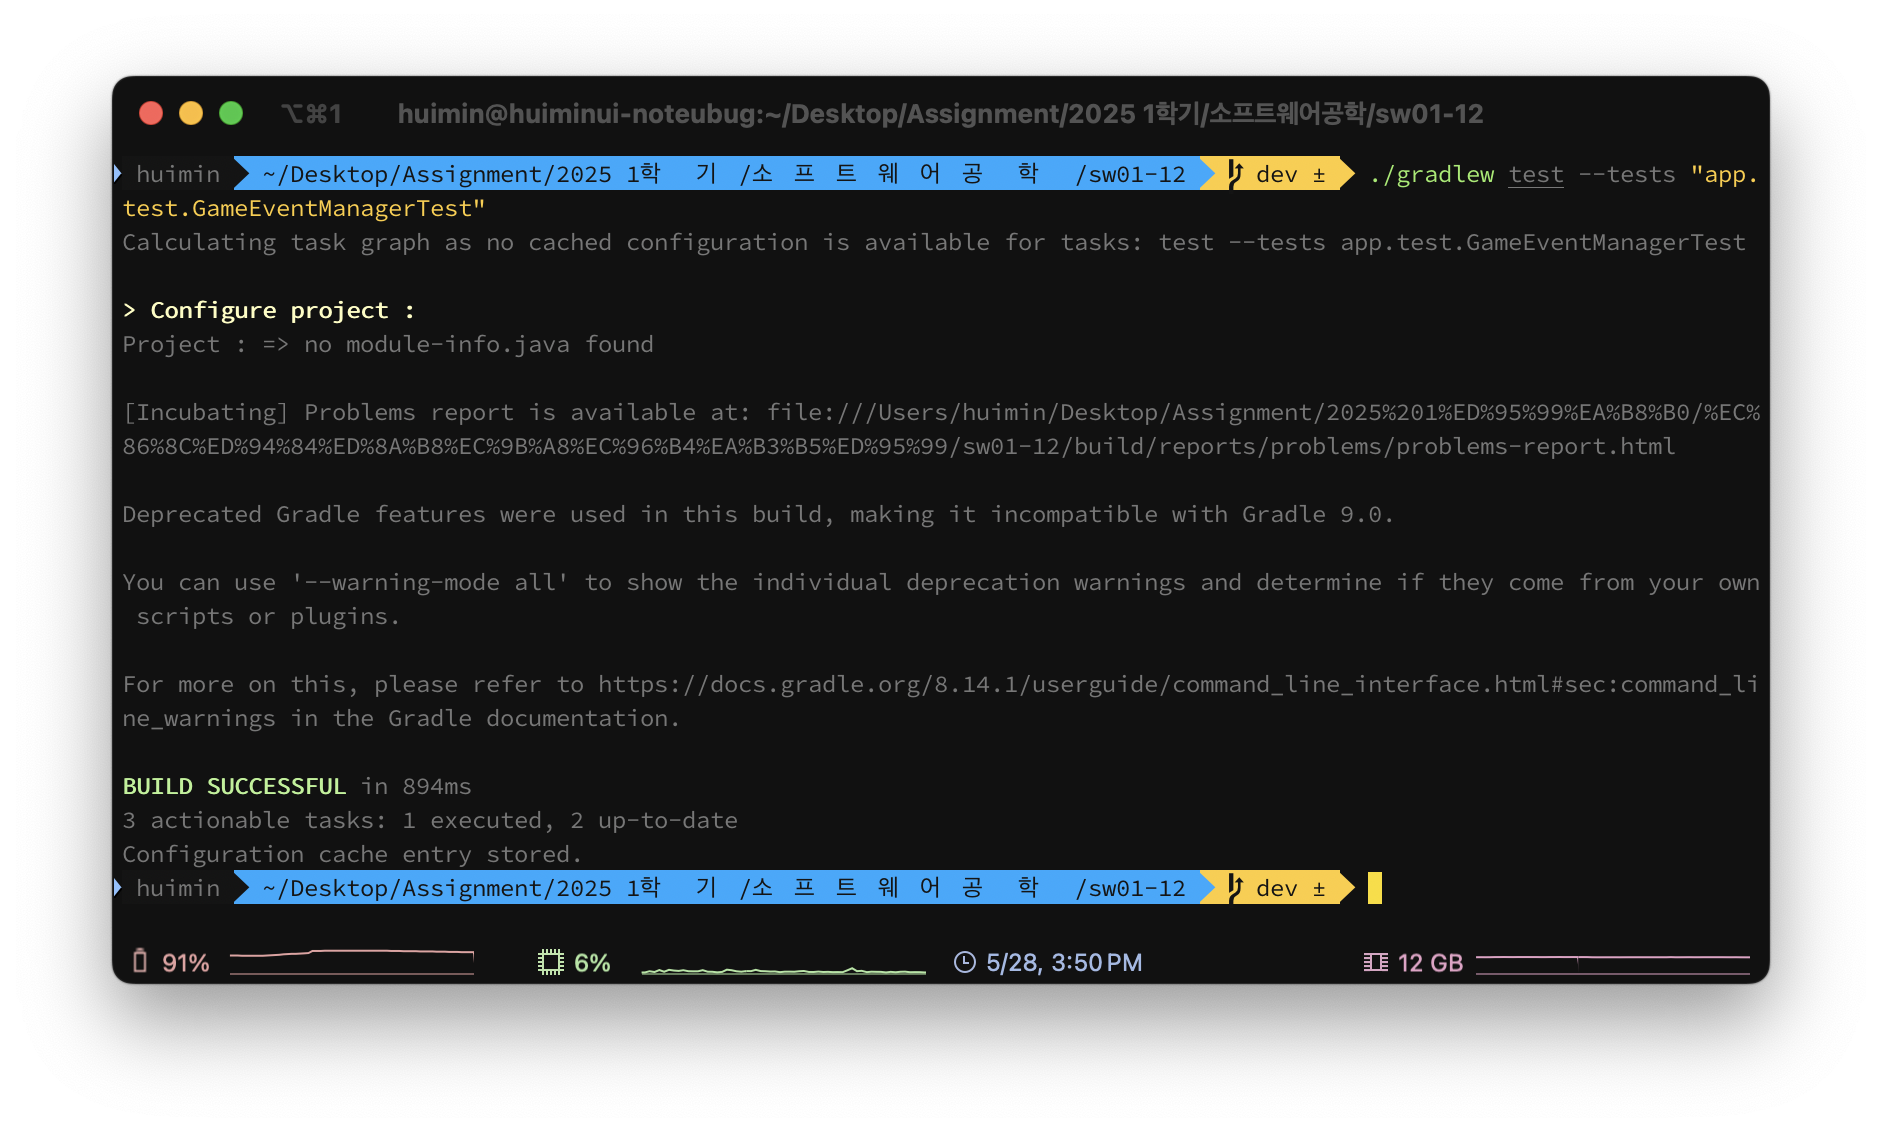 ⌥⌘1 huimin@huiminui-noteubug:~/Desktop/Assignment/2025 1학기/소프트웨어공학/sw01-12
huimin ~/Desktop/Assignment/2025 1학기/소프트웨어공학/sw01-12 dev ± ./gradlew test --tests "app.
test.GameEventManagerTest"
Calculating task graph as no cached configuration is available for tasks: test --tests app.test.GameEventManagerTest
> Configure project :
Project : => no module-info.java found
[Incubating] Problems report is available at: file:///Users/huimin/Desktop/Assignment/2025%201%ED%95%99%EA%B8%B0/%EC%
86%8C%ED%94%84%ED%8A%B8%EC%9B%A8%EC%96%B4%EA%B3%B5%ED%95%99/sw01-12/build/reports/problems/problems-report.html
Deprecated Gradle features were used in this build, making it incompatible with Gradle 9.0.
You can use '--warning-mode all' to show the individual deprecation warnings and determine if they come from your own
scripts or plugins.
For more on this, please refer to https://docs.gradle.org/8.14.1/userguide/command_line_interface.html#sec:command_li
ne_warnings in the Gradle documentation.
BUILD SUCCESSFUL in 894ms
3 actionable tasks: 1 executed, 2 up-to-date
Configuration cache entry stored.
huimin ~/Desktop/Assignment/2025 1학기/소프트웨어공학/sw01-12 dev ±
91% 6% 5/28, 3:50 PM 12 GB